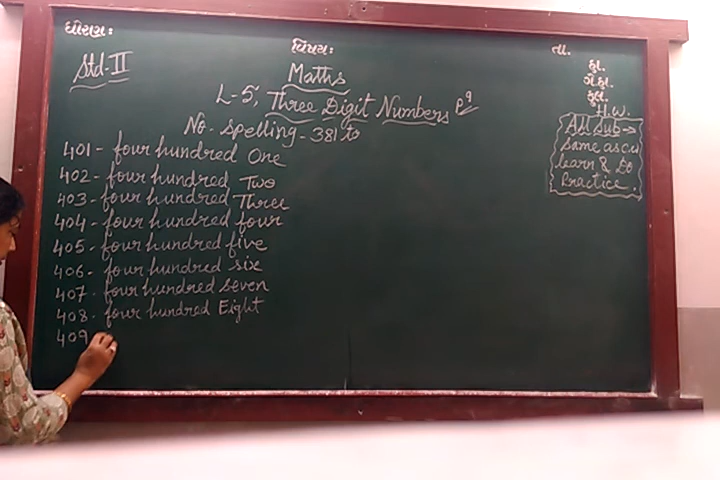 ધોરણ:
વિષય:
તા.
Std-II
Maths
હા.
ગે.હા.
કુલ.
L-5, Three Digit Numbers P9
No. spelling - 381 to
H.W.
All Sub →
Same as c.w
learn & do
Practice.
401 - four hundred One
402 - four hundred Two
403 - four hundred Three
404 - four hundred four
405 - four hundred five
406 - four hundred six
407 - four hundred seven
408 - four hundred Eight
409